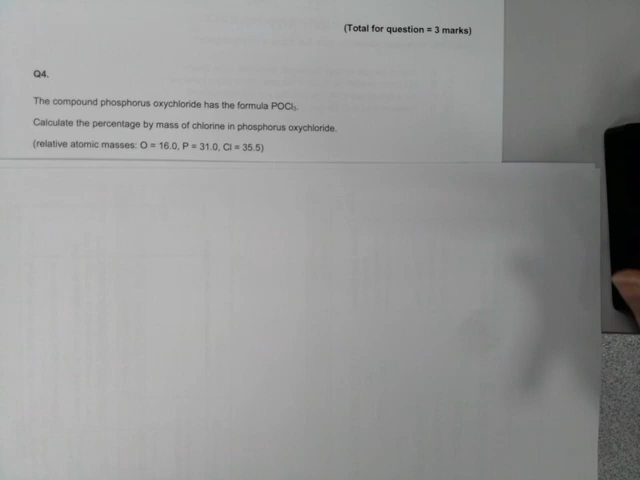 (Total for question = 3 marks)
Q4.
The compound phosphorus oxychloride has the formula POCl₃.
Calculate the percentage by mass of chlorine in phosphorus oxychloride.
(relative atomic masses: O = 16.0, P = 31.0, Cl = 35.5)